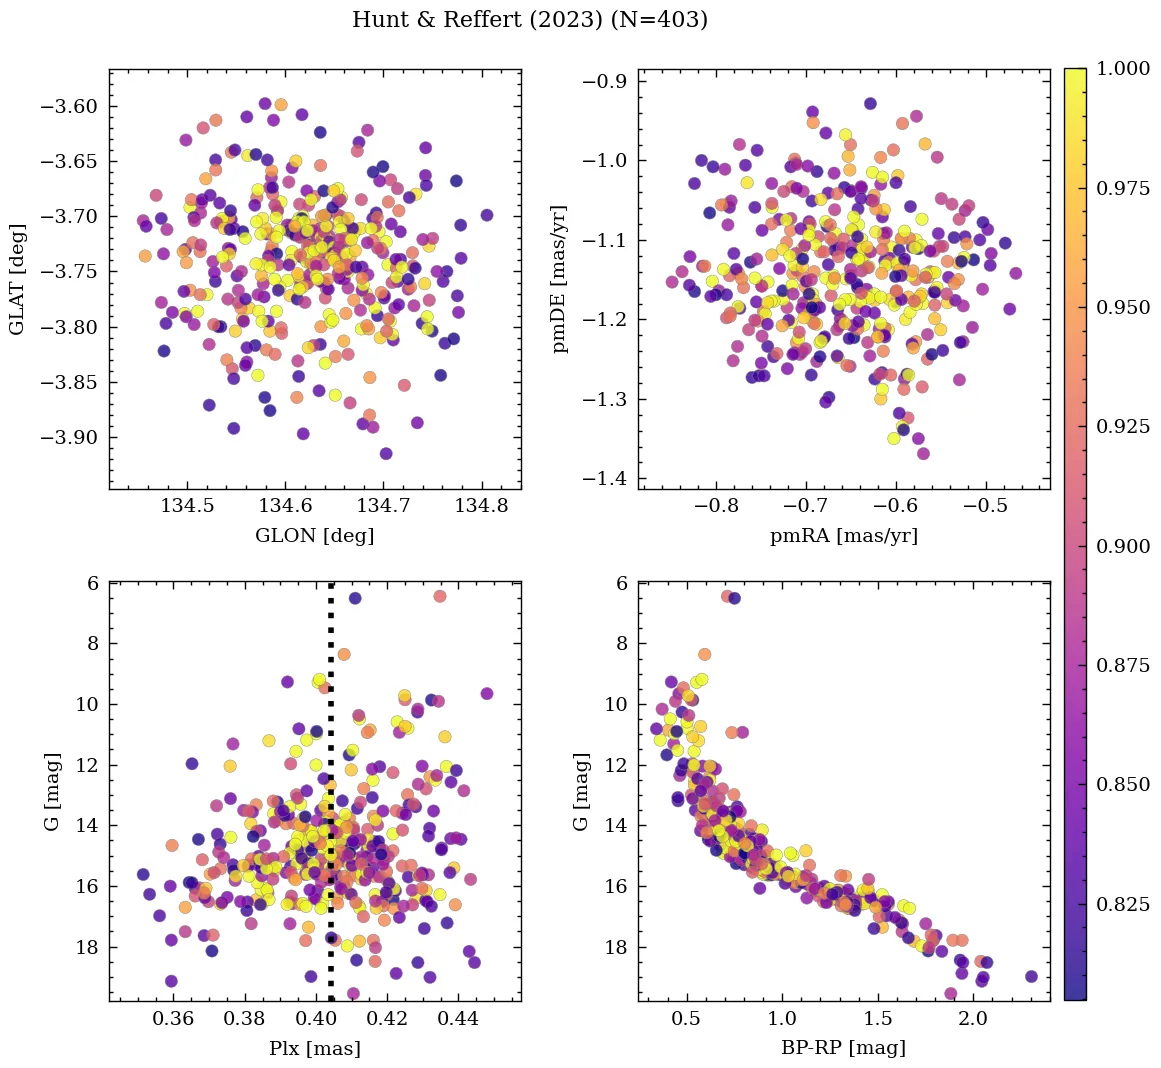 Hunt & Reffert (2023) (N=403)
−3.60
−3.65
−3.70
−3.75
−3.80
−3.85
−3.90
GLAT [deg]
134.5 134.6 134.7 134.8
GLON [deg]
−0.9
−1.0
−1.1
−1.2
−1.3
−1.4
pmDE [mas/yr]
−0.8 −0.7 −0.6 −0.5
pmRA [mas/yr]
6
8
10
12
14
16
18
G [mag]
0.36 0.38 0.40 0.42 0.44
Plx [mas]
6
8
10
12
14
16
18
G [mag]
0.5 1.0 1.5 2.0
BP-RP [mag]
1.000
0.975
0.950
0.925
0.900
0.875
0.850
0.825